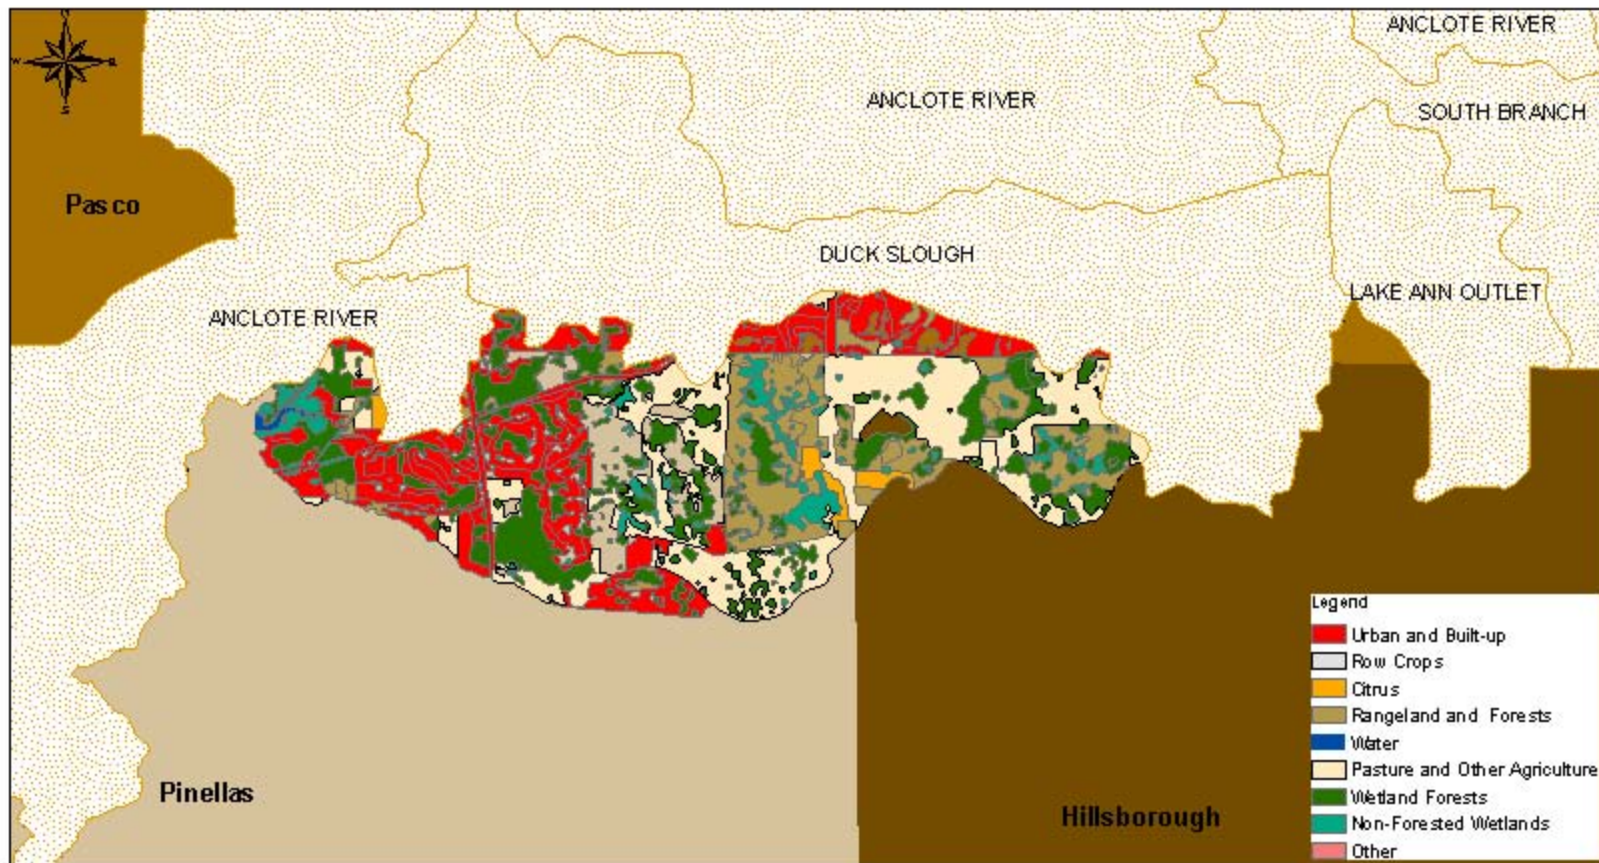 ANCLOTE RIVER
ANCLOTE RIVER
SOUTH BRANCH
Pasco
DUCK SLOUGH
LAKE ANN OUTLET
ANCLOTE RIVER
Legend
Urban and Built-up
Row Crops
Citrus
Rangeland and Forests
Water
Pasture and Other Agriculture
Wetland Forests
Non-Forested Wetlands
Other
Pinellas
Hillsborough